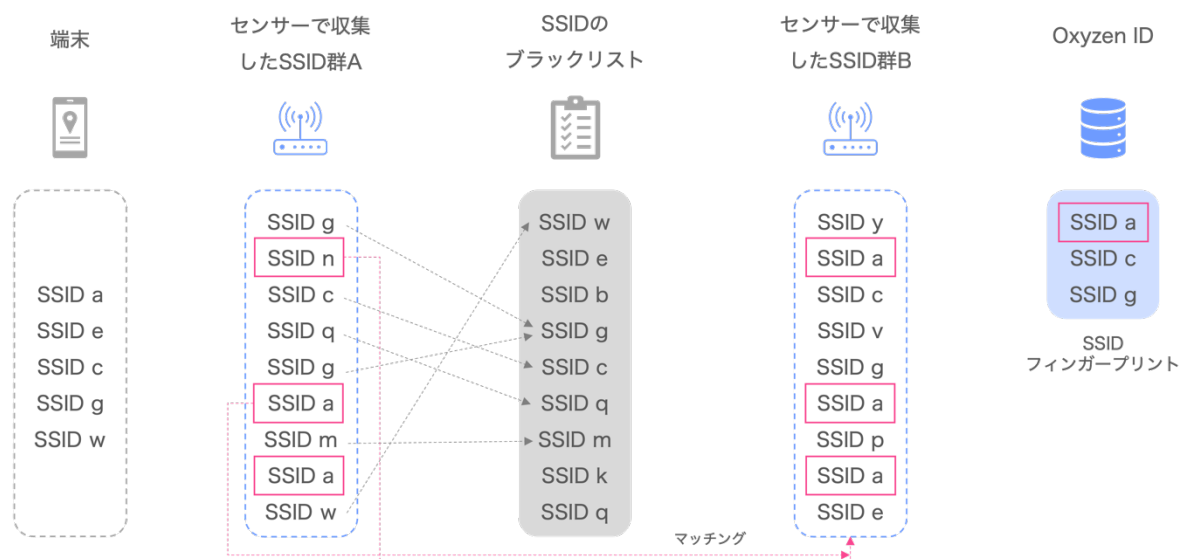 端末
センサーで収集
したSSID群A
SSIDの
ブラックリスト
センサーで収集
したSSID群B
Oxyzen ID
SSID a
SSID e
SSID c
SSID g
SSID w
SSID g
SSID n
SSID c
SSID q
SSID g
SSID a
SSID m
SSID a
SSID w
SSID w
SSID e
SSID b
SSID g
SSID c
SSID q
SSID m
SSID k
SSID q
SSID y
SSID a
SSID c
SSID v
SSID g
SSID a
SSID p
SSID a
SSID e
SSID a
SSID c
SSID g
SSID
フィンガープリント
マッチング